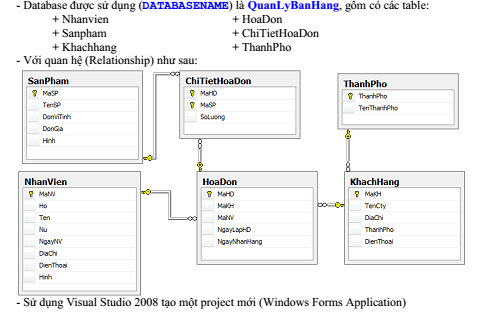 - Database được sử dụng (DATABASENAME) là QuanLyBanHang, gồm có các table:
+ Nhanvien + HoaDon
+ Sanpham + ChiTietHoaDon
+ Khachhang + ThanhPho
- Với quan hệ (Relationship) như sau:
SanPham
MaSP
TenSP
DonViTinh
DonGia
Hinh
ChiTietHoaDon
MaHD
MaSP
SoLuong
ThanhPho
ThanhPho
TenThanhPho
NhanVien
MaNV
Ho
Ten
Nu
NgayNV
DiaChi
DienThoai
Hinh
HoaDon
MaHD
MaKH
MaNV
NgayLapHD
NgayNhanHang
KhachHang
MaKH
TenCty
DiaChi
ThanhPho
DienThoai
- Sử dụng Visual Studio 2008 tạo một project mới (Windows Forms Application)